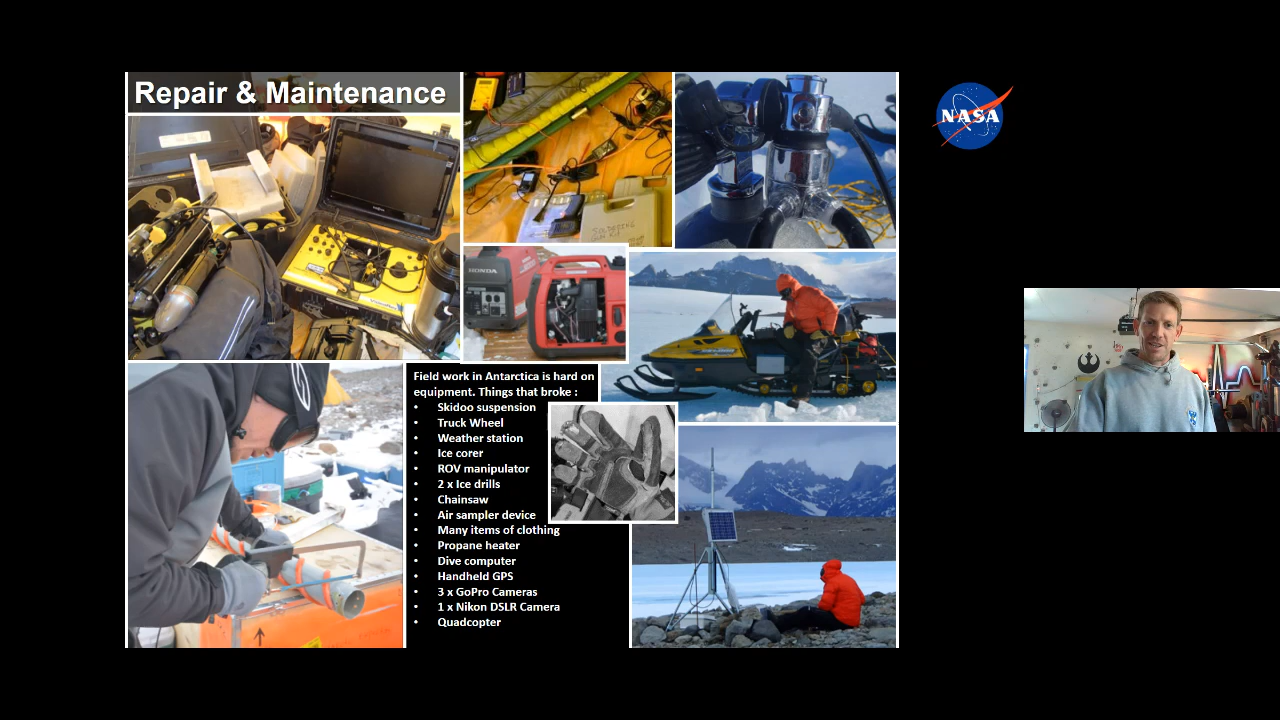 Repair & Maintenance
NASA
SOLDERING
HONDA
Field work in Antarctica is hard on
equipment. Things that broke :
• Skidoo suspension
• Truck Wheel
• Weather station
• Ice corer
• ROV manipulator
• 2 x Ice drills
• Chainsaw
• Air sampler device
• Many items of clothing
• Propane heater
• Dive computer
• Handheld GPS
• 3 x GoPro Cameras
• 1 x Nikon DSLR Camera
• Quadcopter